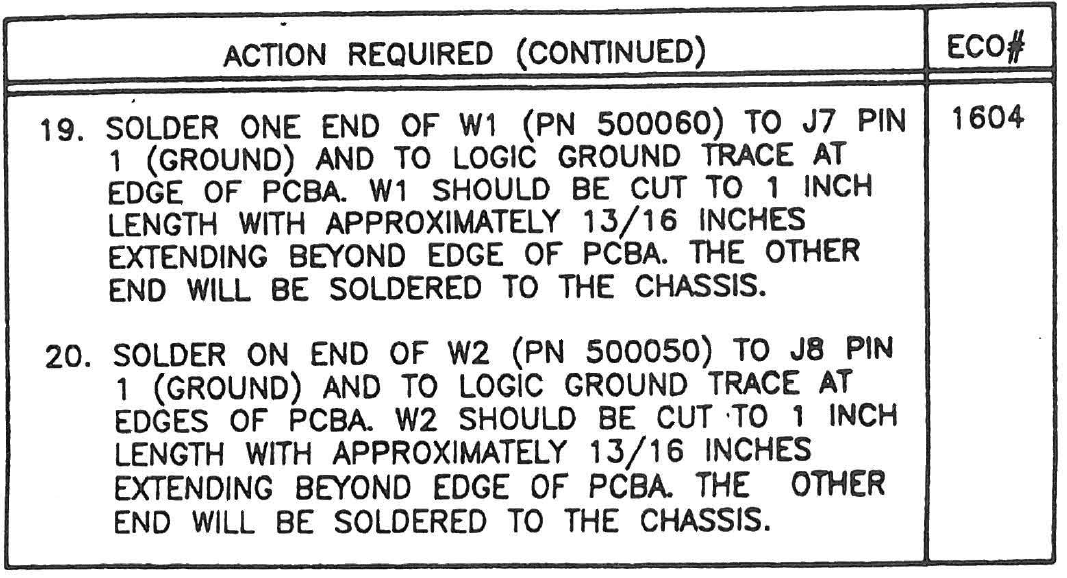 ACTION REQUIRED (CONTINUED) ECO#
19. SOLDER ONE END OF W1 (PN 500060) TO J7 PIN 1604
1 (GROUND) AND TO LOGIC GROUND TRACE AT
EDGE OF PCBA. W1 SHOULD BE CUT TO 1 INCH
LENGTH WITH APPROXIMATELY 13/16 INCHES
EXTENDING BEYOND EDGE OF PCBA. THE OTHER
END WILL BE SOLDERED TO THE CHASSIS.
20. SOLDER ON END OF W2 (PN 500050) TO J8 PIN
1 (GROUND) AND TO LOGIC GROUND TRACE AT
EDGES OF PCBA. W2 SHOULD BE CUT TO 1 INCH
LENGTH WITH APPROXIMATELY 13/16 INCHES
EXTENDING BEYOND EDGE OF PCBA. THE OTHER
END WILL BE SOLDERED TO THE CHASSIS.